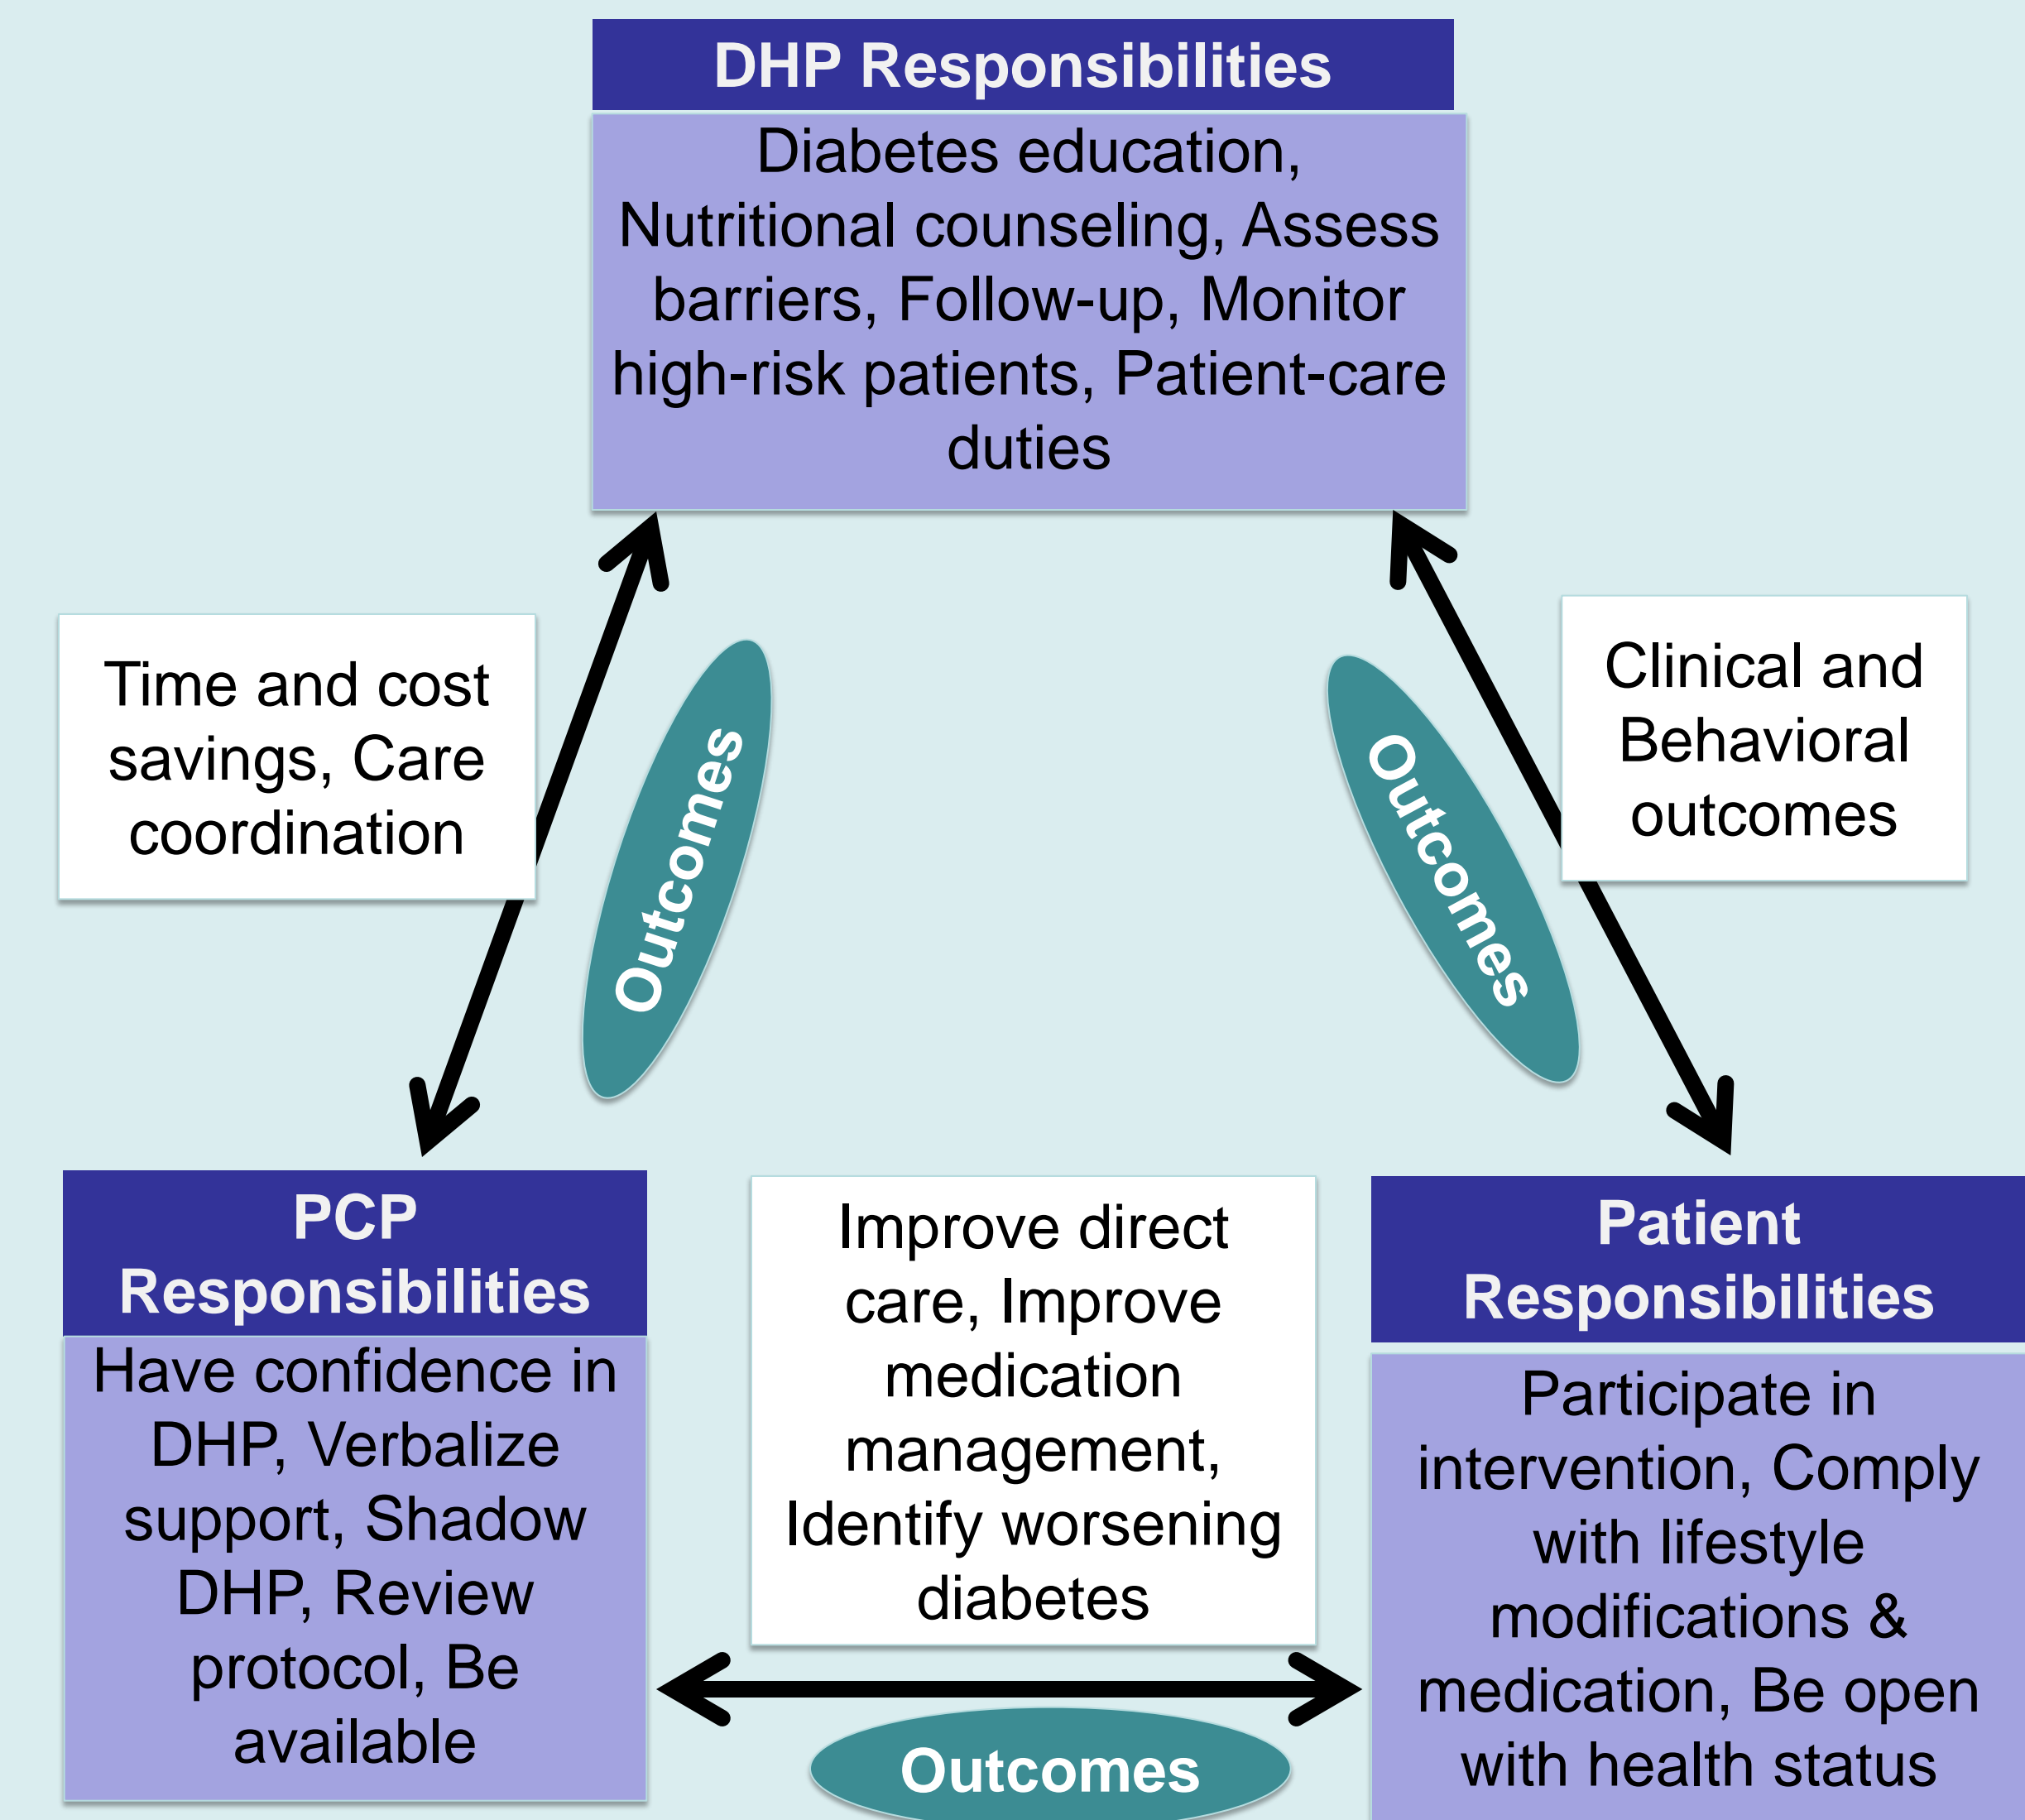 DHP Responsibilities
Diabetes education,
Nutritional counseling, Assess
barriers, Follow-up, Monitor
high-risk patients, Patient-care
duties
Time and cost
savings, Care
coordination
Outcomes
Outcomes
Clinical and
Behavioral
outcomes
PCP
Responsibilities
Have confidence in
DHP, Verbalize
support, Shadow
DHP, Review
protocol, Be
available
Improve direct
care, Improve
medication
management,
Identify worsening
diabetes
Outcomes
Patient
Responsibilities
Participate in
intervention, Comply
with lifestyle
modifications &
medication, Be open
with health status